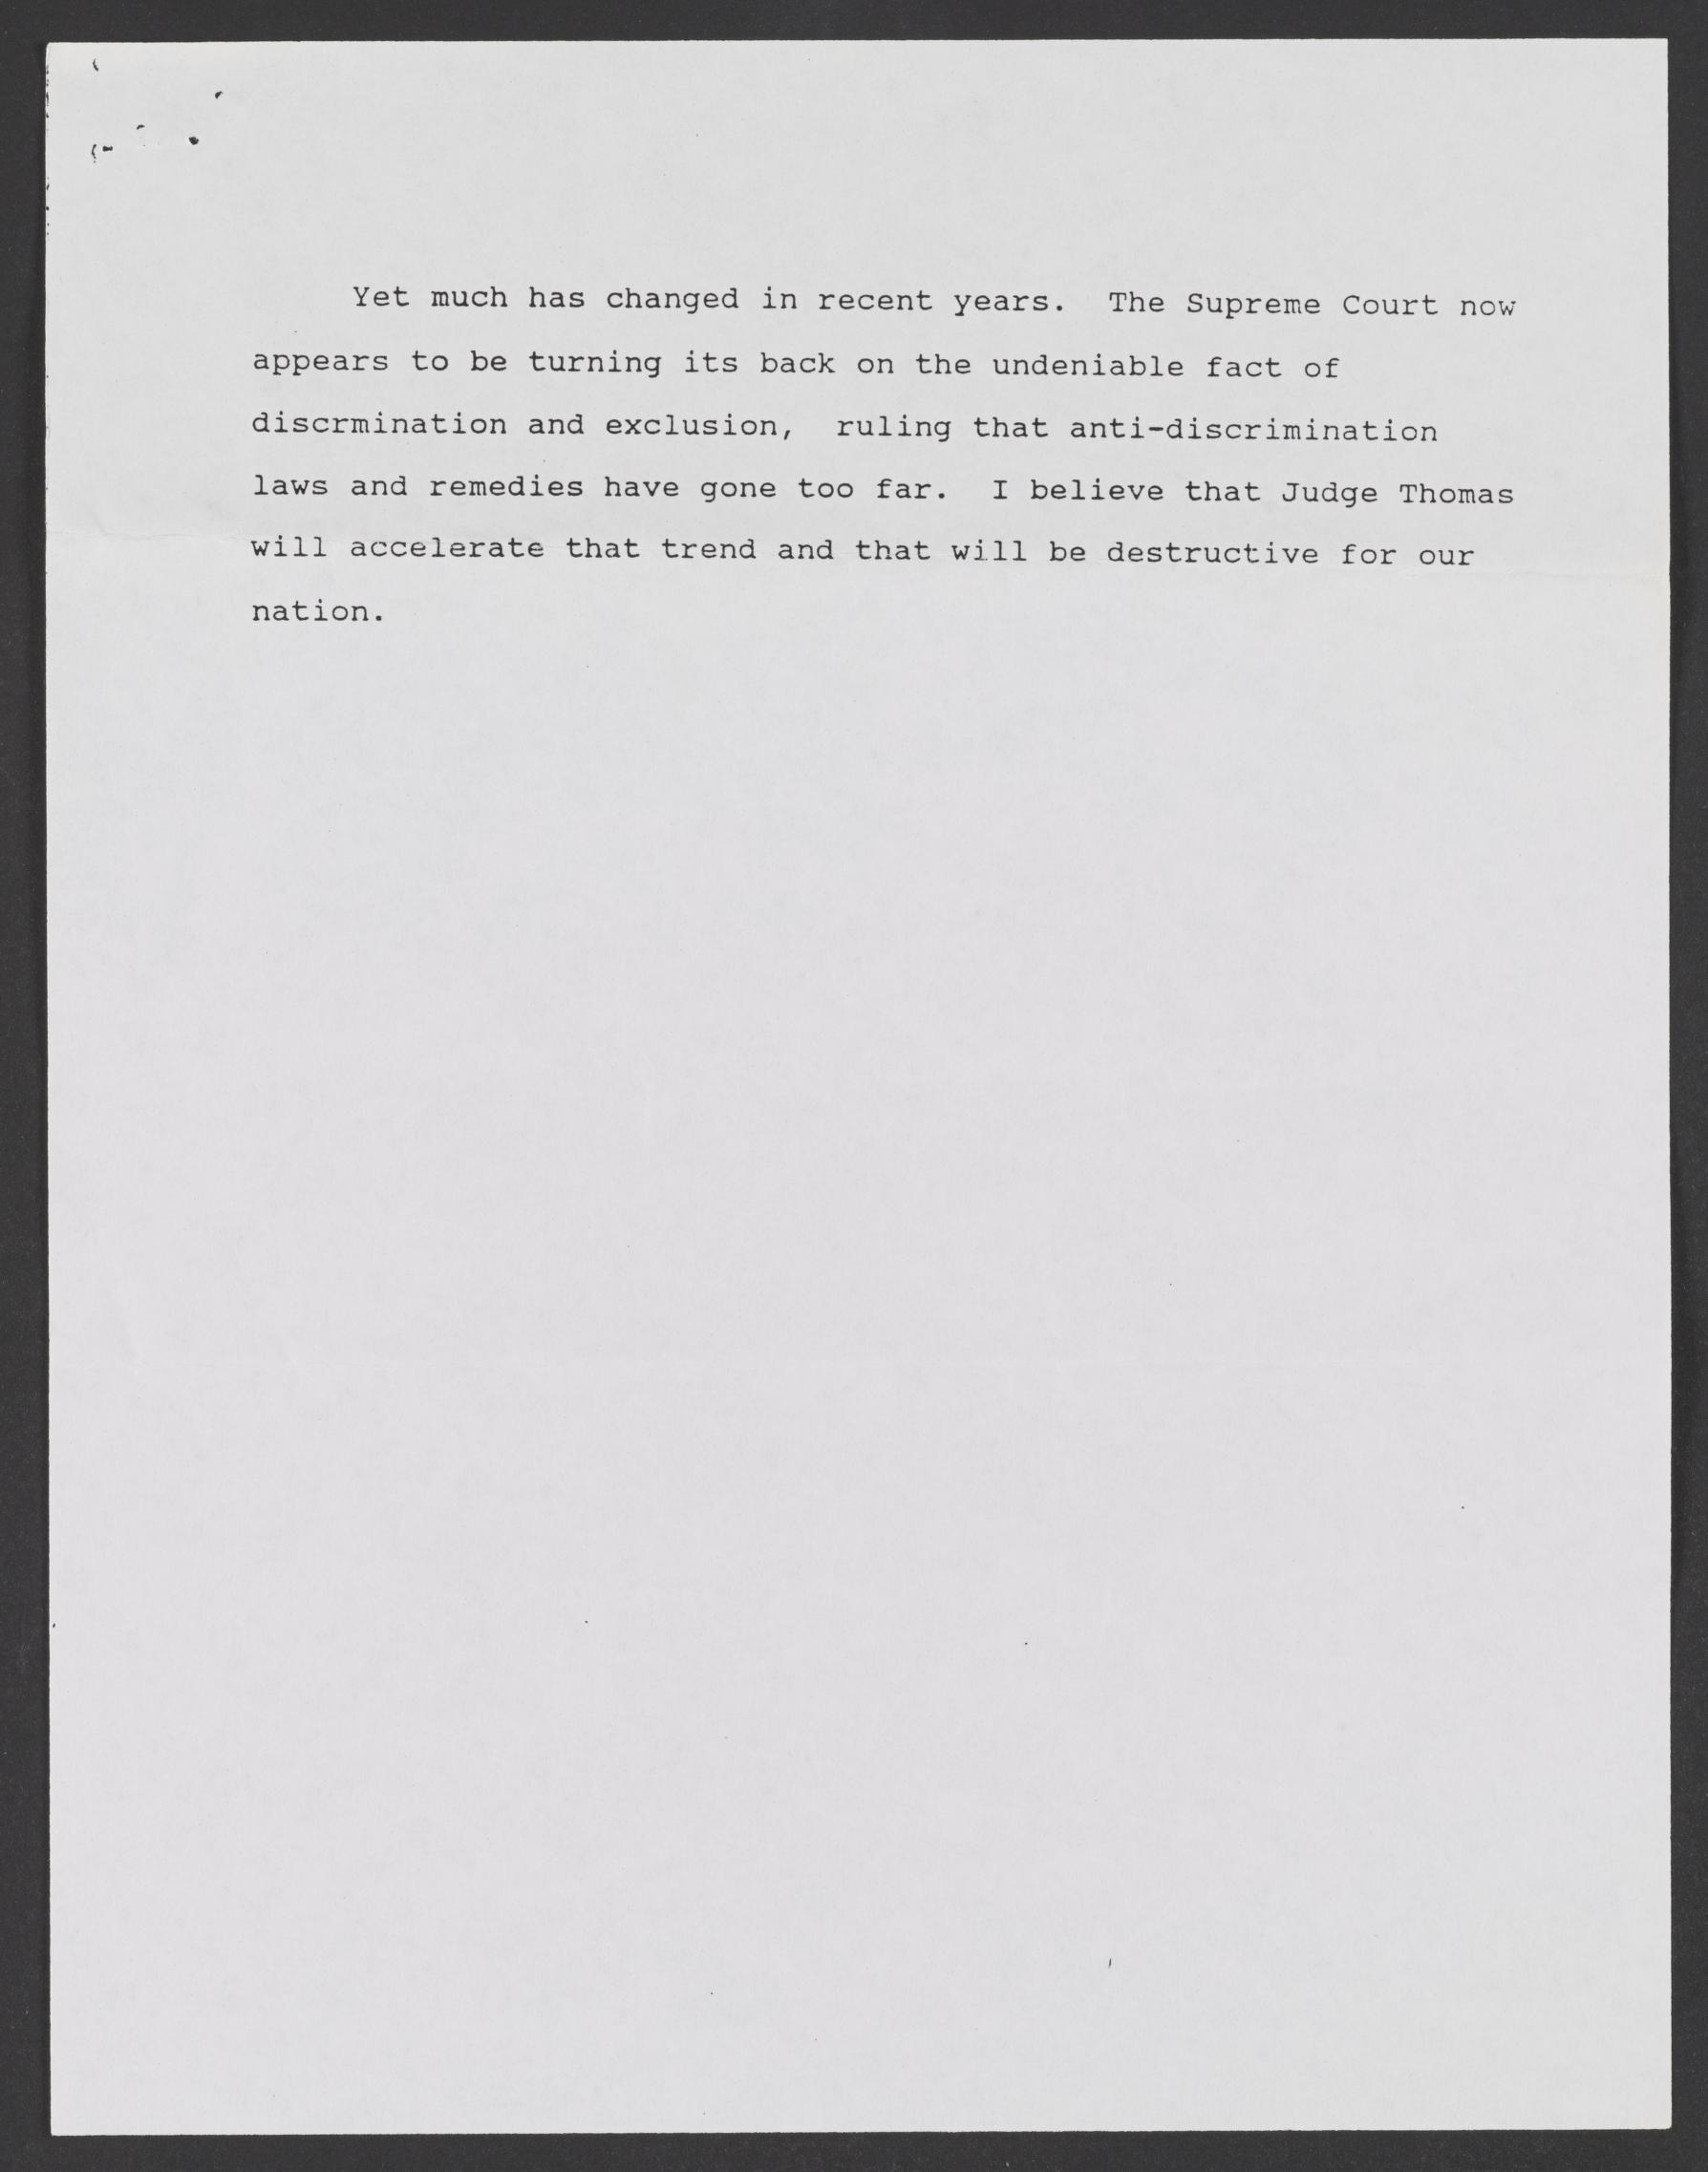 Yet much has changed in recent years.  The Supreme Court now
appears to be turning its back on the undeniable fact of
discrmination and exclusion,  ruling that anti-discrimination
laws and remedies have gone too far.  I believe that Judge Thomas
will accelerate that trend and that will be destructive for our
nation.